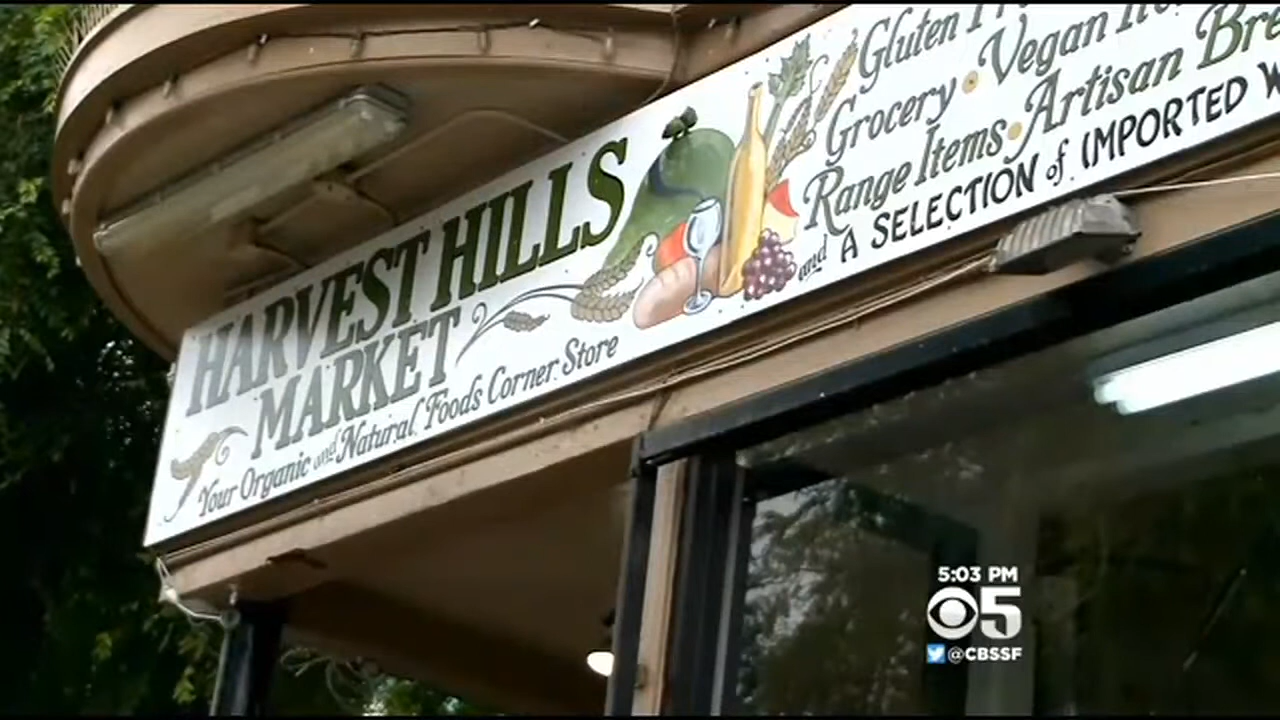 HARVEST HILLS
MARKET
Your Organic and Natural Foods Corner Store
Gluten
Grocery • Vegan
Range Items • Artisan
and A SELECTION of IMPORTED
5:03 PM
5
@CBSSF